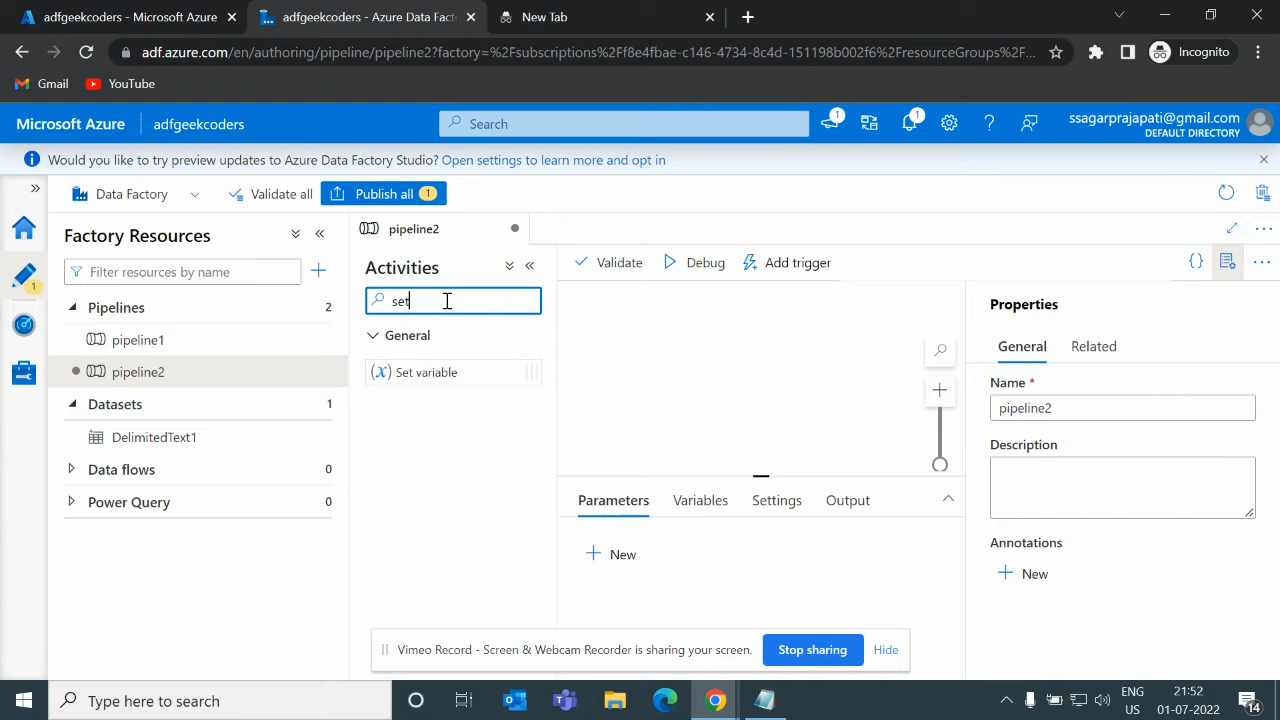 adfgeekcoders - Microsoft Azure
adfgeekcoders - Azure Data Fact
New Tab
adf.azure.com/en/authoring/pipeline/pipeline2?factory=%2Fsubscriptions%2Ff8e4fbae-c146-4734-8c4d-151198b002f6%2FresourceGroups%2F...
Incognito
Gmail
YouTube
Microsoft Azure
adfgeekcoders
Search
1
1
ssagarprajapati@gmail.com
DEFAULT DIRECTORY
Would you like to try preview updates to Azure Data Factory Studio? Open settings to learn more and opt in
Data Factory
Validate all
Publish all 1
Factory Resources
Filter resources by name
1
Pipelines 2
pipeline1
pipeline2
Datasets 1
DelimitedText1
Data flows 0
Power Query 0
pipeline2
Activities
set
General
(x) Set variable
Validate
Debug
Add trigger
{}
Parameters
Variables
Settings
Output
New
Properties
General
Related
Name *
pipeline2
Description
Annotations
New
Vimeo Record - Screen & Webcam Recorder is sharing your screen.
Stop sharing
Hide
Type here to search
ENG
US
21:52
01-07-2022
14